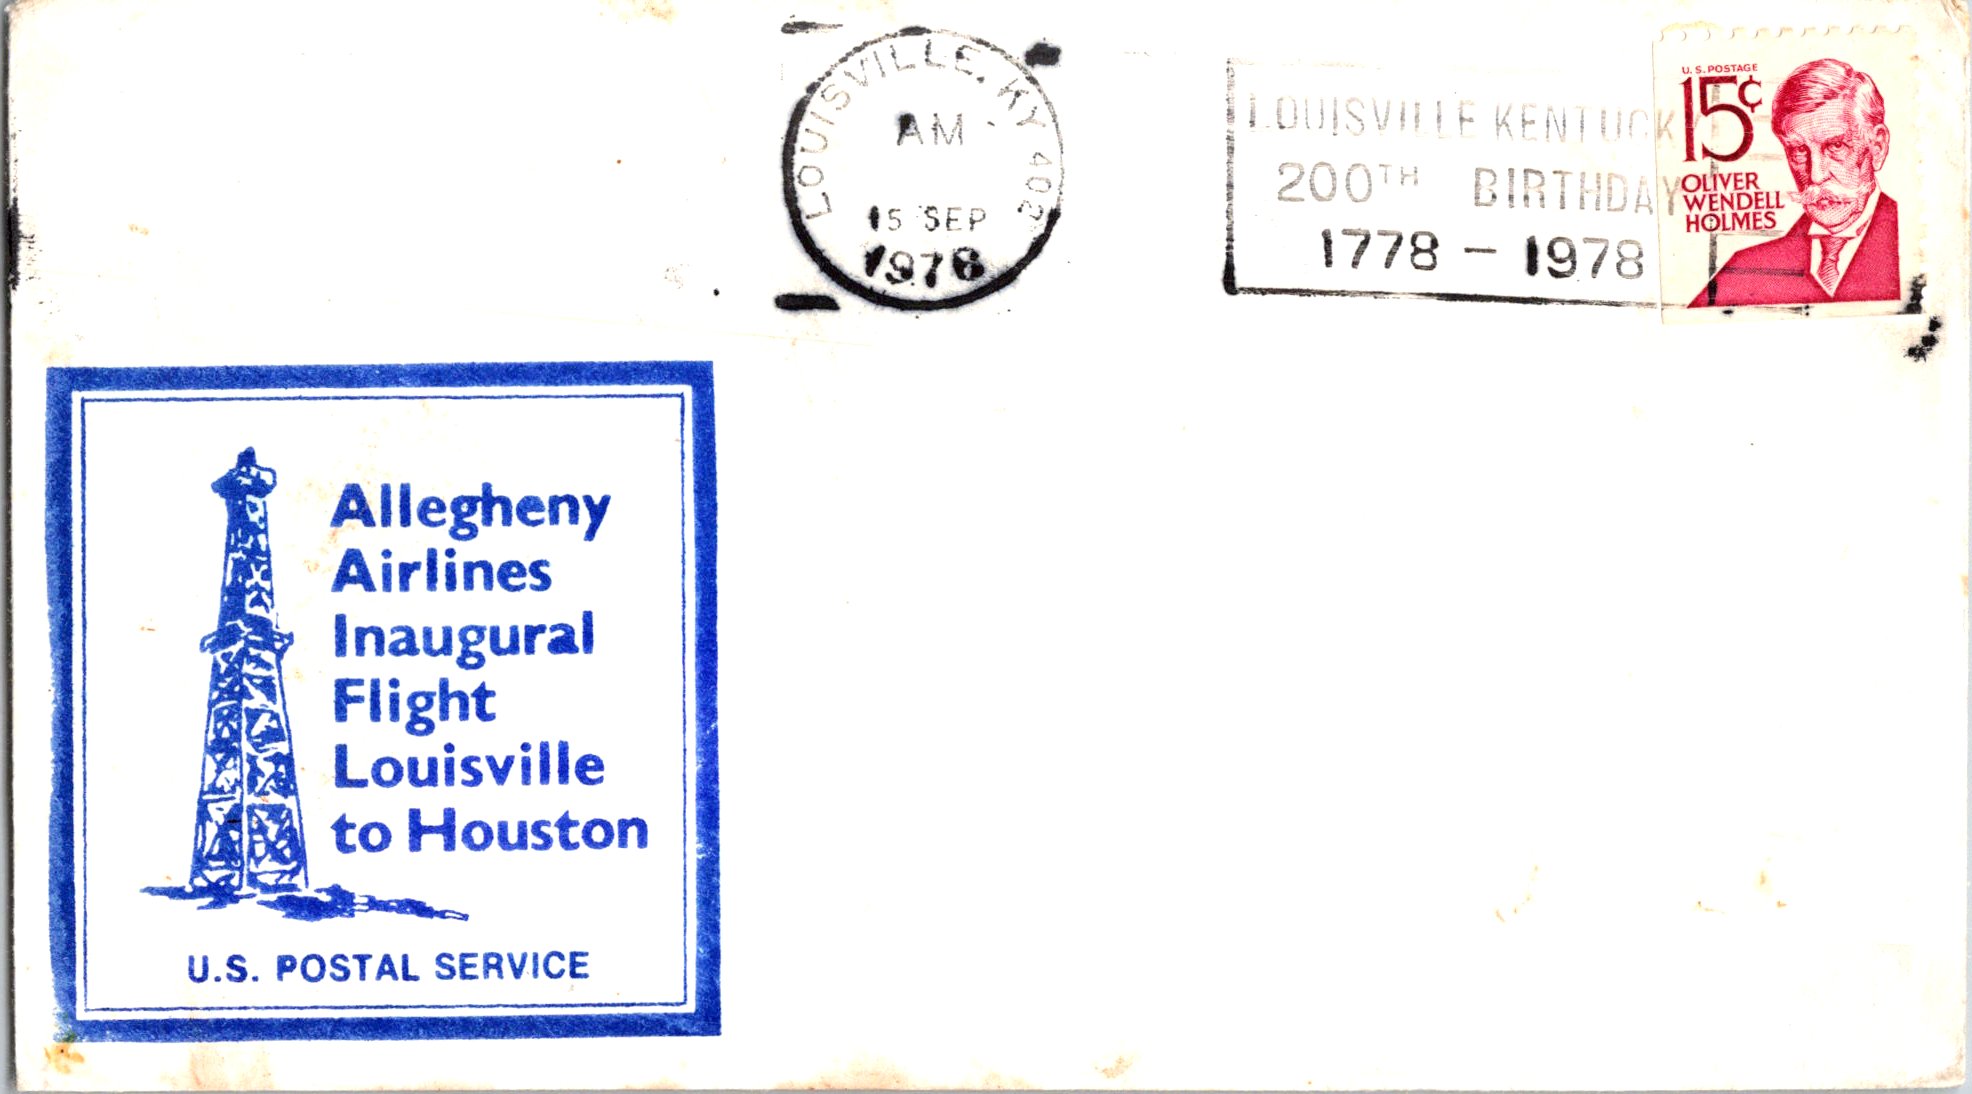 LOUISVILLE, KY 402
AM
15 SEP
1978
LOUISVILLE KENTUCKY
200TH BIRTHDAY
1778 - 1978
U.S. POSTAGE
15¢
OLIVER
WENDELL
HOLMES
Allegheny
Airlines
Inaugural
Flight
Louisville
to Houston
U.S. POSTAL SERVICE